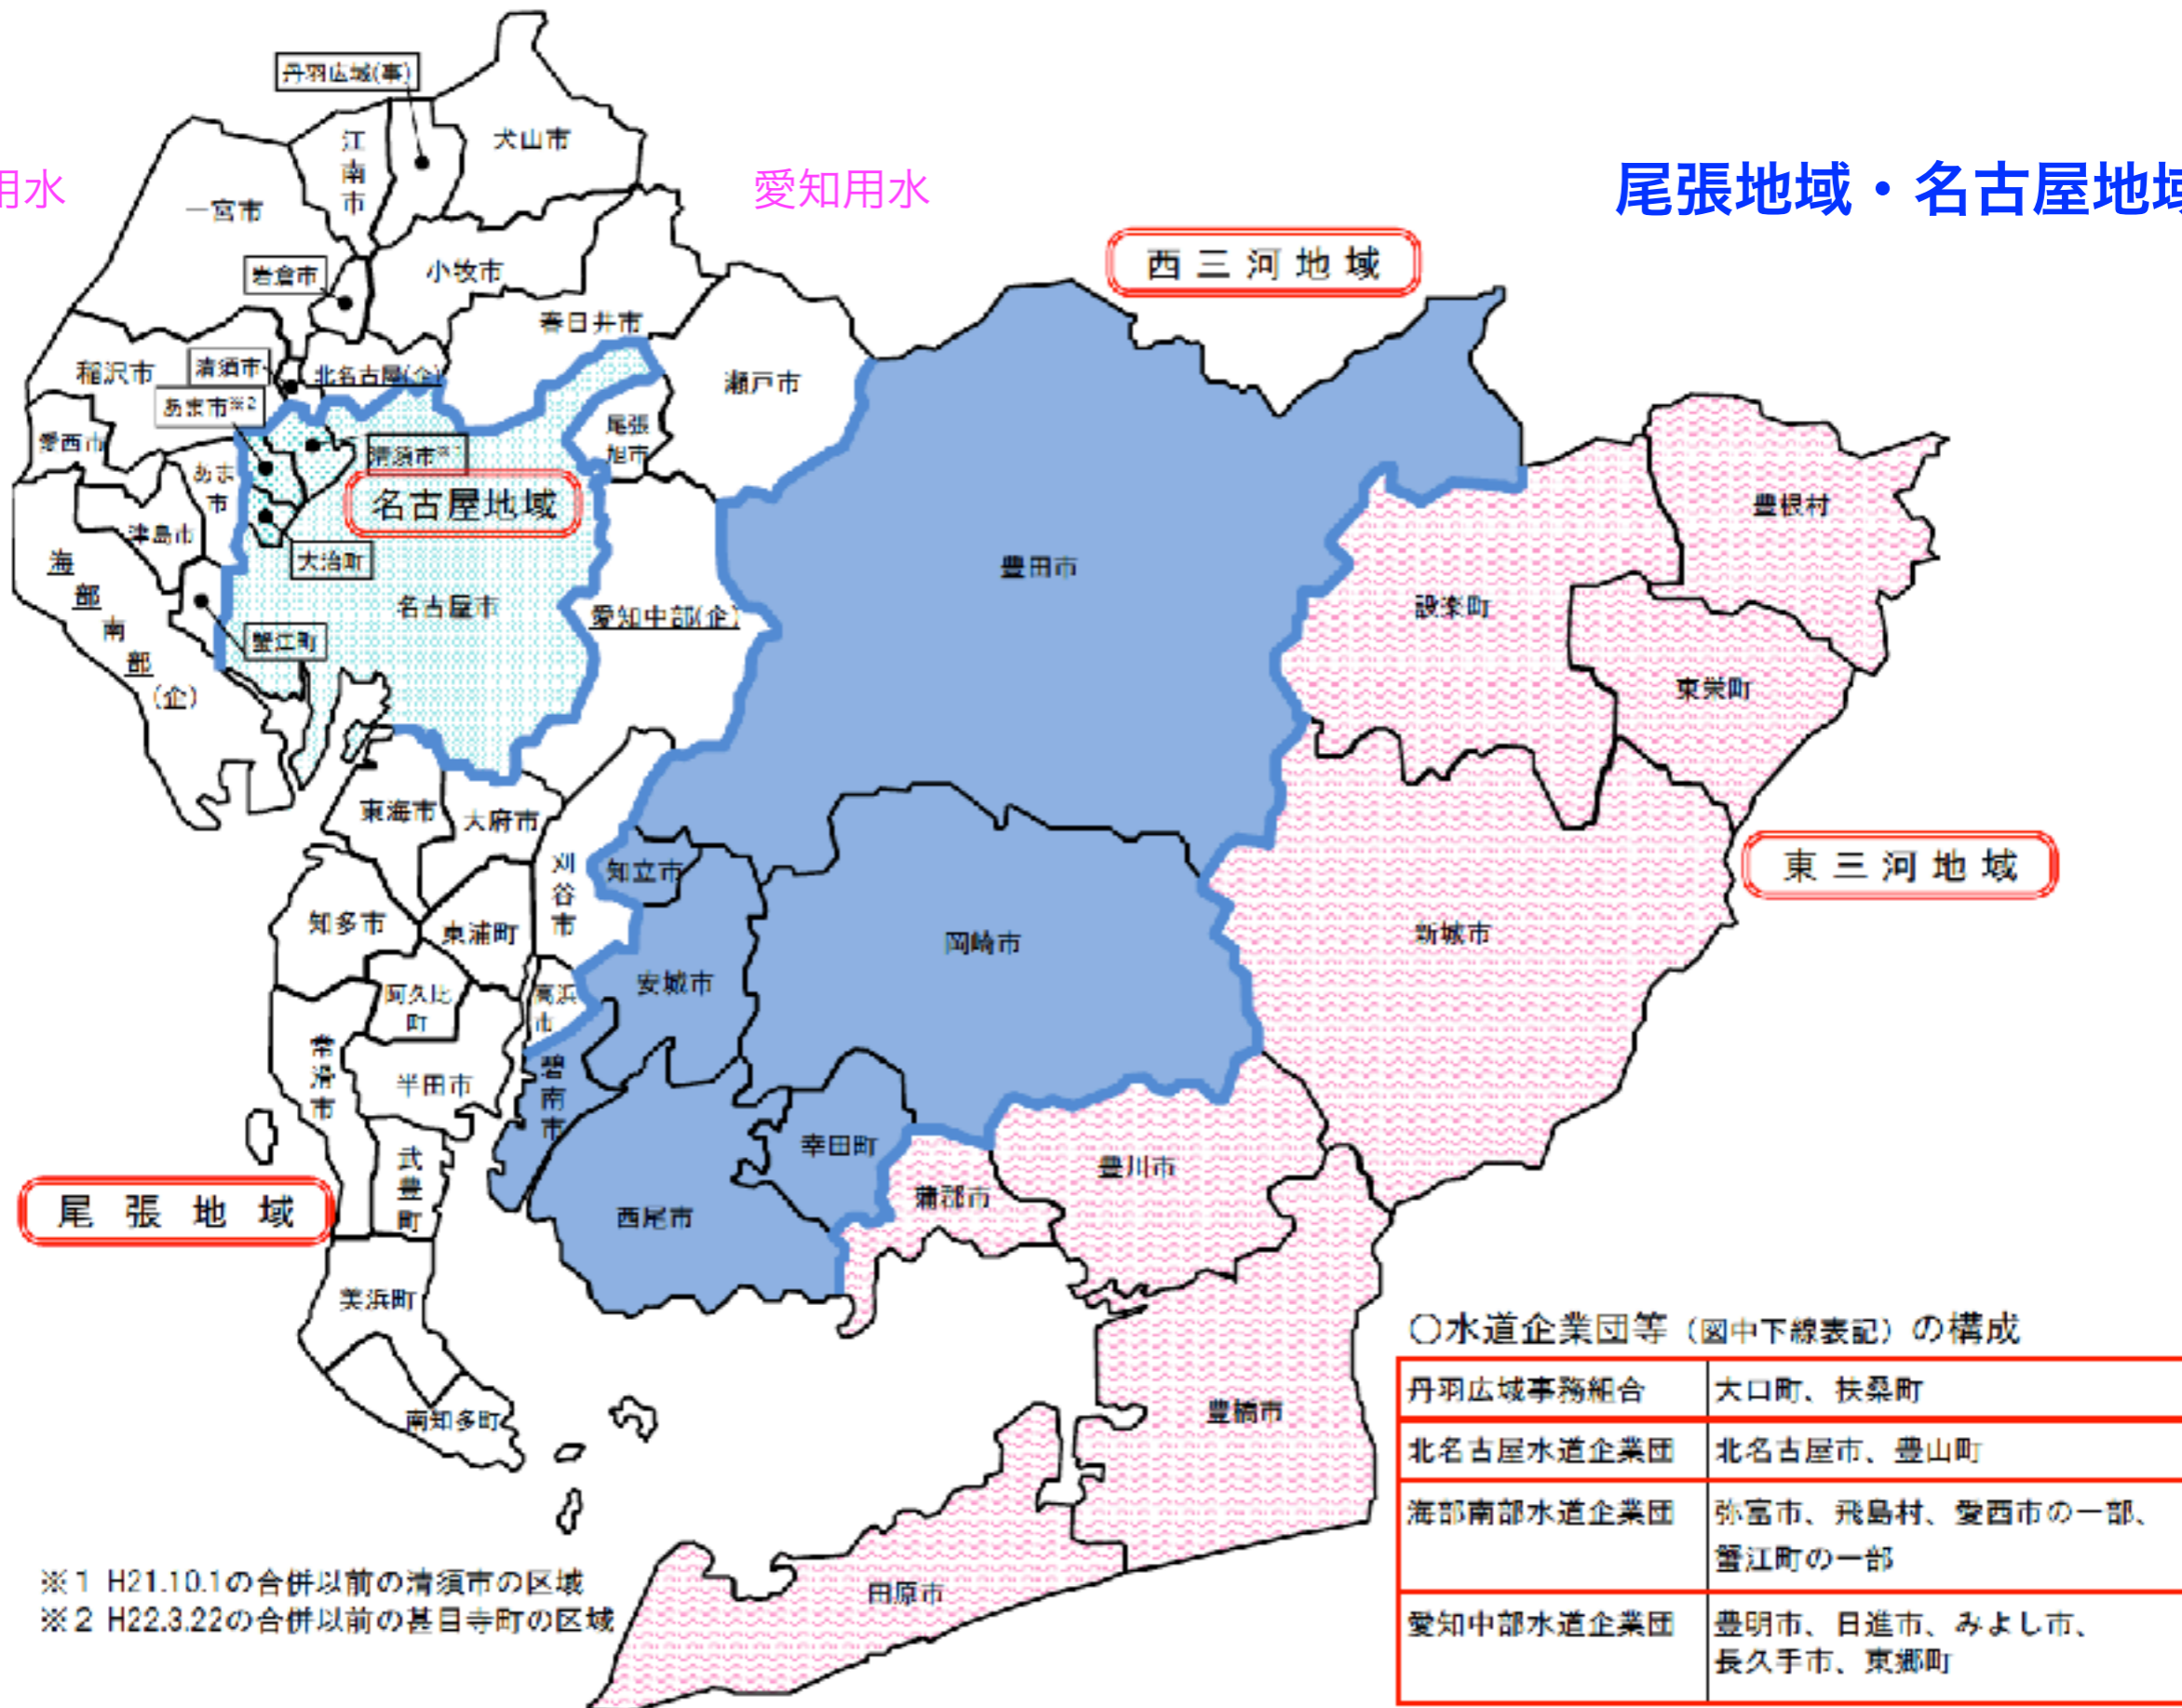 丹羽広域(事)
犬山市
江南市
用水
愛知用水
尾張地域・名古屋地域
一宮市
西三河地域
岩倉市
小牧市
春日井市
稲沢市
清須市
北名古屋(企)
瀬戸市
あま市※2
愛西市
尾張
旭市
清須市
あま
市
名古屋地域
豊根村
津島市
大治町
海部南部(企)
豊田市
名古屋市
愛知中部(企)
設楽町
蟹江町
東栄町
東海市
大府市
刈谷市
知立市
東三河地域
知多市
東浦町
岡崎市
新城市
阿久比
町
高浜
市
安城市
常滑市
半田市
碧南市
武豊町
幸田町
豊川市
尾張地域
西尾市
蒲郡市
美浜町
南知多町
豊橋市
田原市
○水道企業団等(図中下線表記)の構成
丹羽広域事務組合 大口町、扶桑町
北名古屋水道企業団 北名古屋市、豊山町
海部南部水道企業団 弥富市、飛島村、愛西市の一部、
蟹江町の一部
愛知中部水道企業団 豊明市、日進市、みよし市、
長久手市、東郷町
※1 H21.10.1の合併以前の清須市の区域
※2 H22.3.22の合併以前の甚目寺町の区域